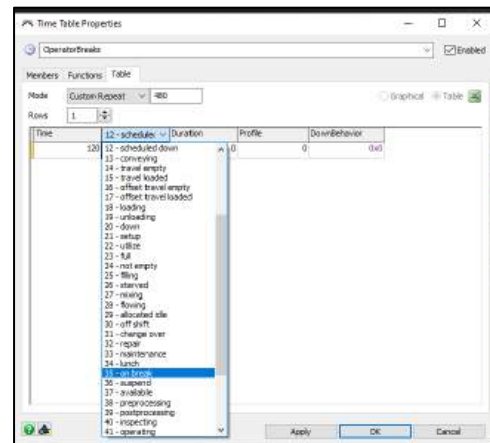 Time Table Properties
OperatorBreaks
Enabled
Members Functions Table
Mode Custom Repeat 480 Graphical Table
Rows 1
Time 12 - scheduled Duration Profile DownBehavior
120 0 0 0x0
12 - scheduled down
13 - conveying
14 - travel empty
15 - travel loaded
16 - offset travel empty
17 - offset travel loaded
18 - loading
19 - unloading
20 - down
21 - setup
22 - utilize
23 - full
24 - not empty
25 - filling
26 - starved
27 - mixing
28 - flowing
29 - allocated idle
30 - off shift
31 - change over
32 - repair
33 - maintenance
34 - lunch
35 - on break
36 - suspend
37 - available
38 - preprocessing
39 - postprocessing
40 - inspecting
41 - operating
Apply OK Cancel